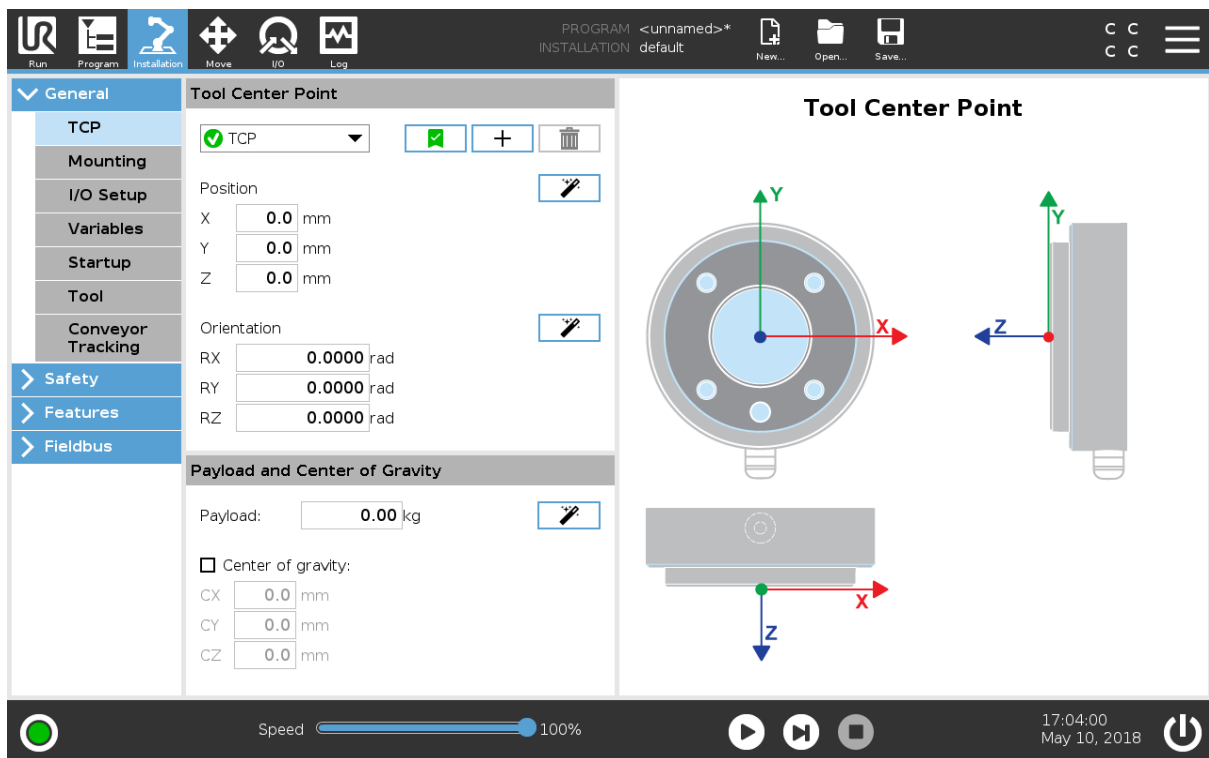 PROGRAM <unnamed>*
INSTALLATION default
C C
C C
Run Program Installation Move I/O Log New... Open... Save...
General
TCP
Mounting
I/O Setup
Variables
Startup
Tool
Conveyor
Tracking
Safety
Features
Fieldbus
Tool Center Point
TCP
Position
X 0.0 mm
Y 0.0 mm
Z 0.0 mm
Orientation
RX 0.0000 rad
RY 0.0000 rad
RZ 0.0000 rad
Payload and Center of Gravity
Payload: 0.00 kg
Center of gravity:
CX 0.0 mm
CY 0.0 mm
CZ 0.0 mm
Tool Center Point
Y
X
Y
Z
X
Z
Speed 100%
17:04:00
May 10, 2018